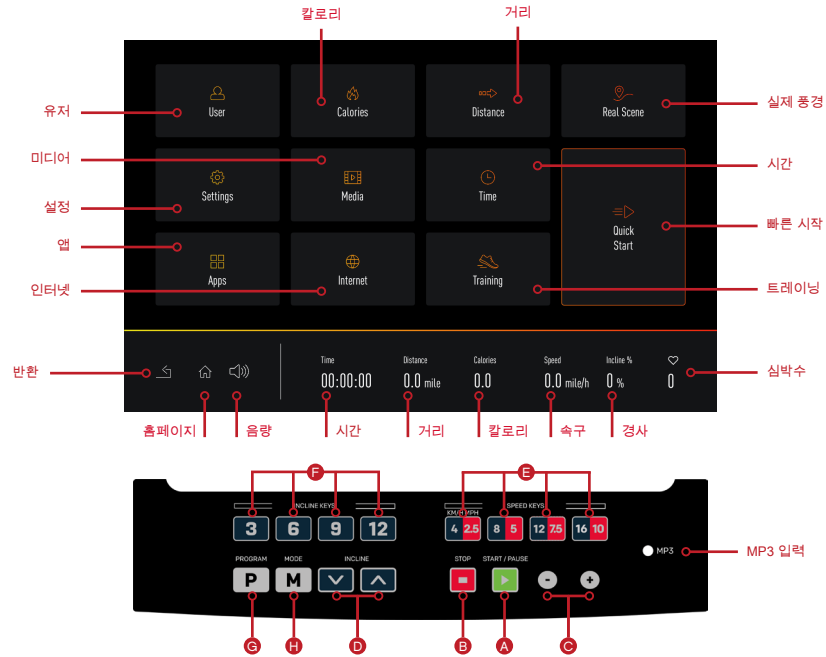 칼로리
거리
User
Calories
Distance
Real Scene
유저
실제 풍경
미디어
시간
Settings
Media
Time
Quick
Start
설정
빠른 시작
앱
Apps
Internet
Training
인터넷
트레이닝
Time
Distance
Calories
Speed
Incline %
00:00:00
0.0 mile
0.0
0.0 mile/h
0 %
0
반환
심박수
홈페이지
음량
시간
거리
칼로리
속구
경사
F
E
INCLINE KEYS
SPEED KEYS
KM/H MPH
3 6 9 12
4 2.5 8 5 12 7.5 16 10
MP3
MP3 입력
PROGRAM
MODE
INCLINE
STOP
START / PAUSE
P
M
-
+
G
H
D
B
A
C